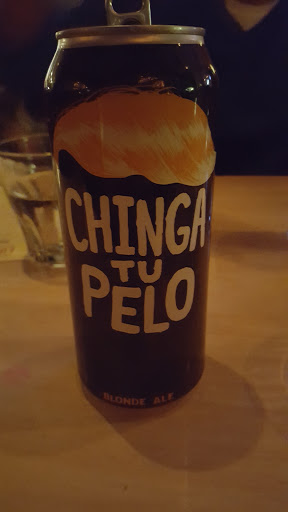 CHINGA
TU
PELO
BLONDE ALE